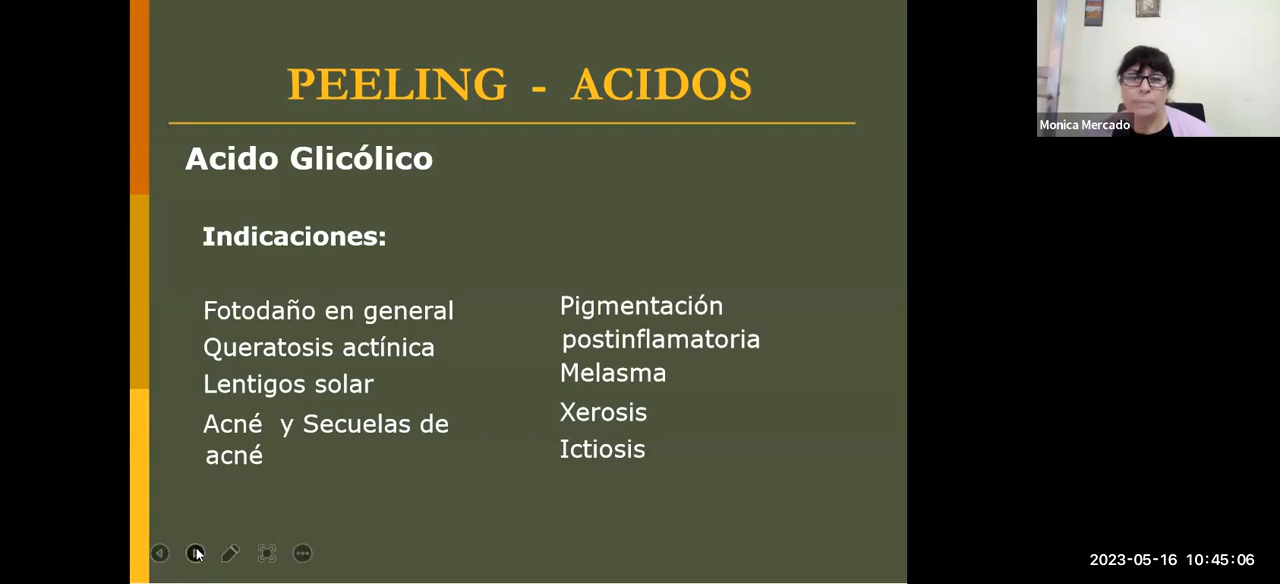 PEELING - ACIDOS
Acido Glicólico
Indicaciones:
Fotodaño en general
Queratosis actínica
Lentigos solar
Acné y Secuelas de
acné
Pigmentación
postinflamatoria
Melasma
Xerosis
Ictiosis
Monica Mercado
2023-05-16 10:45:06